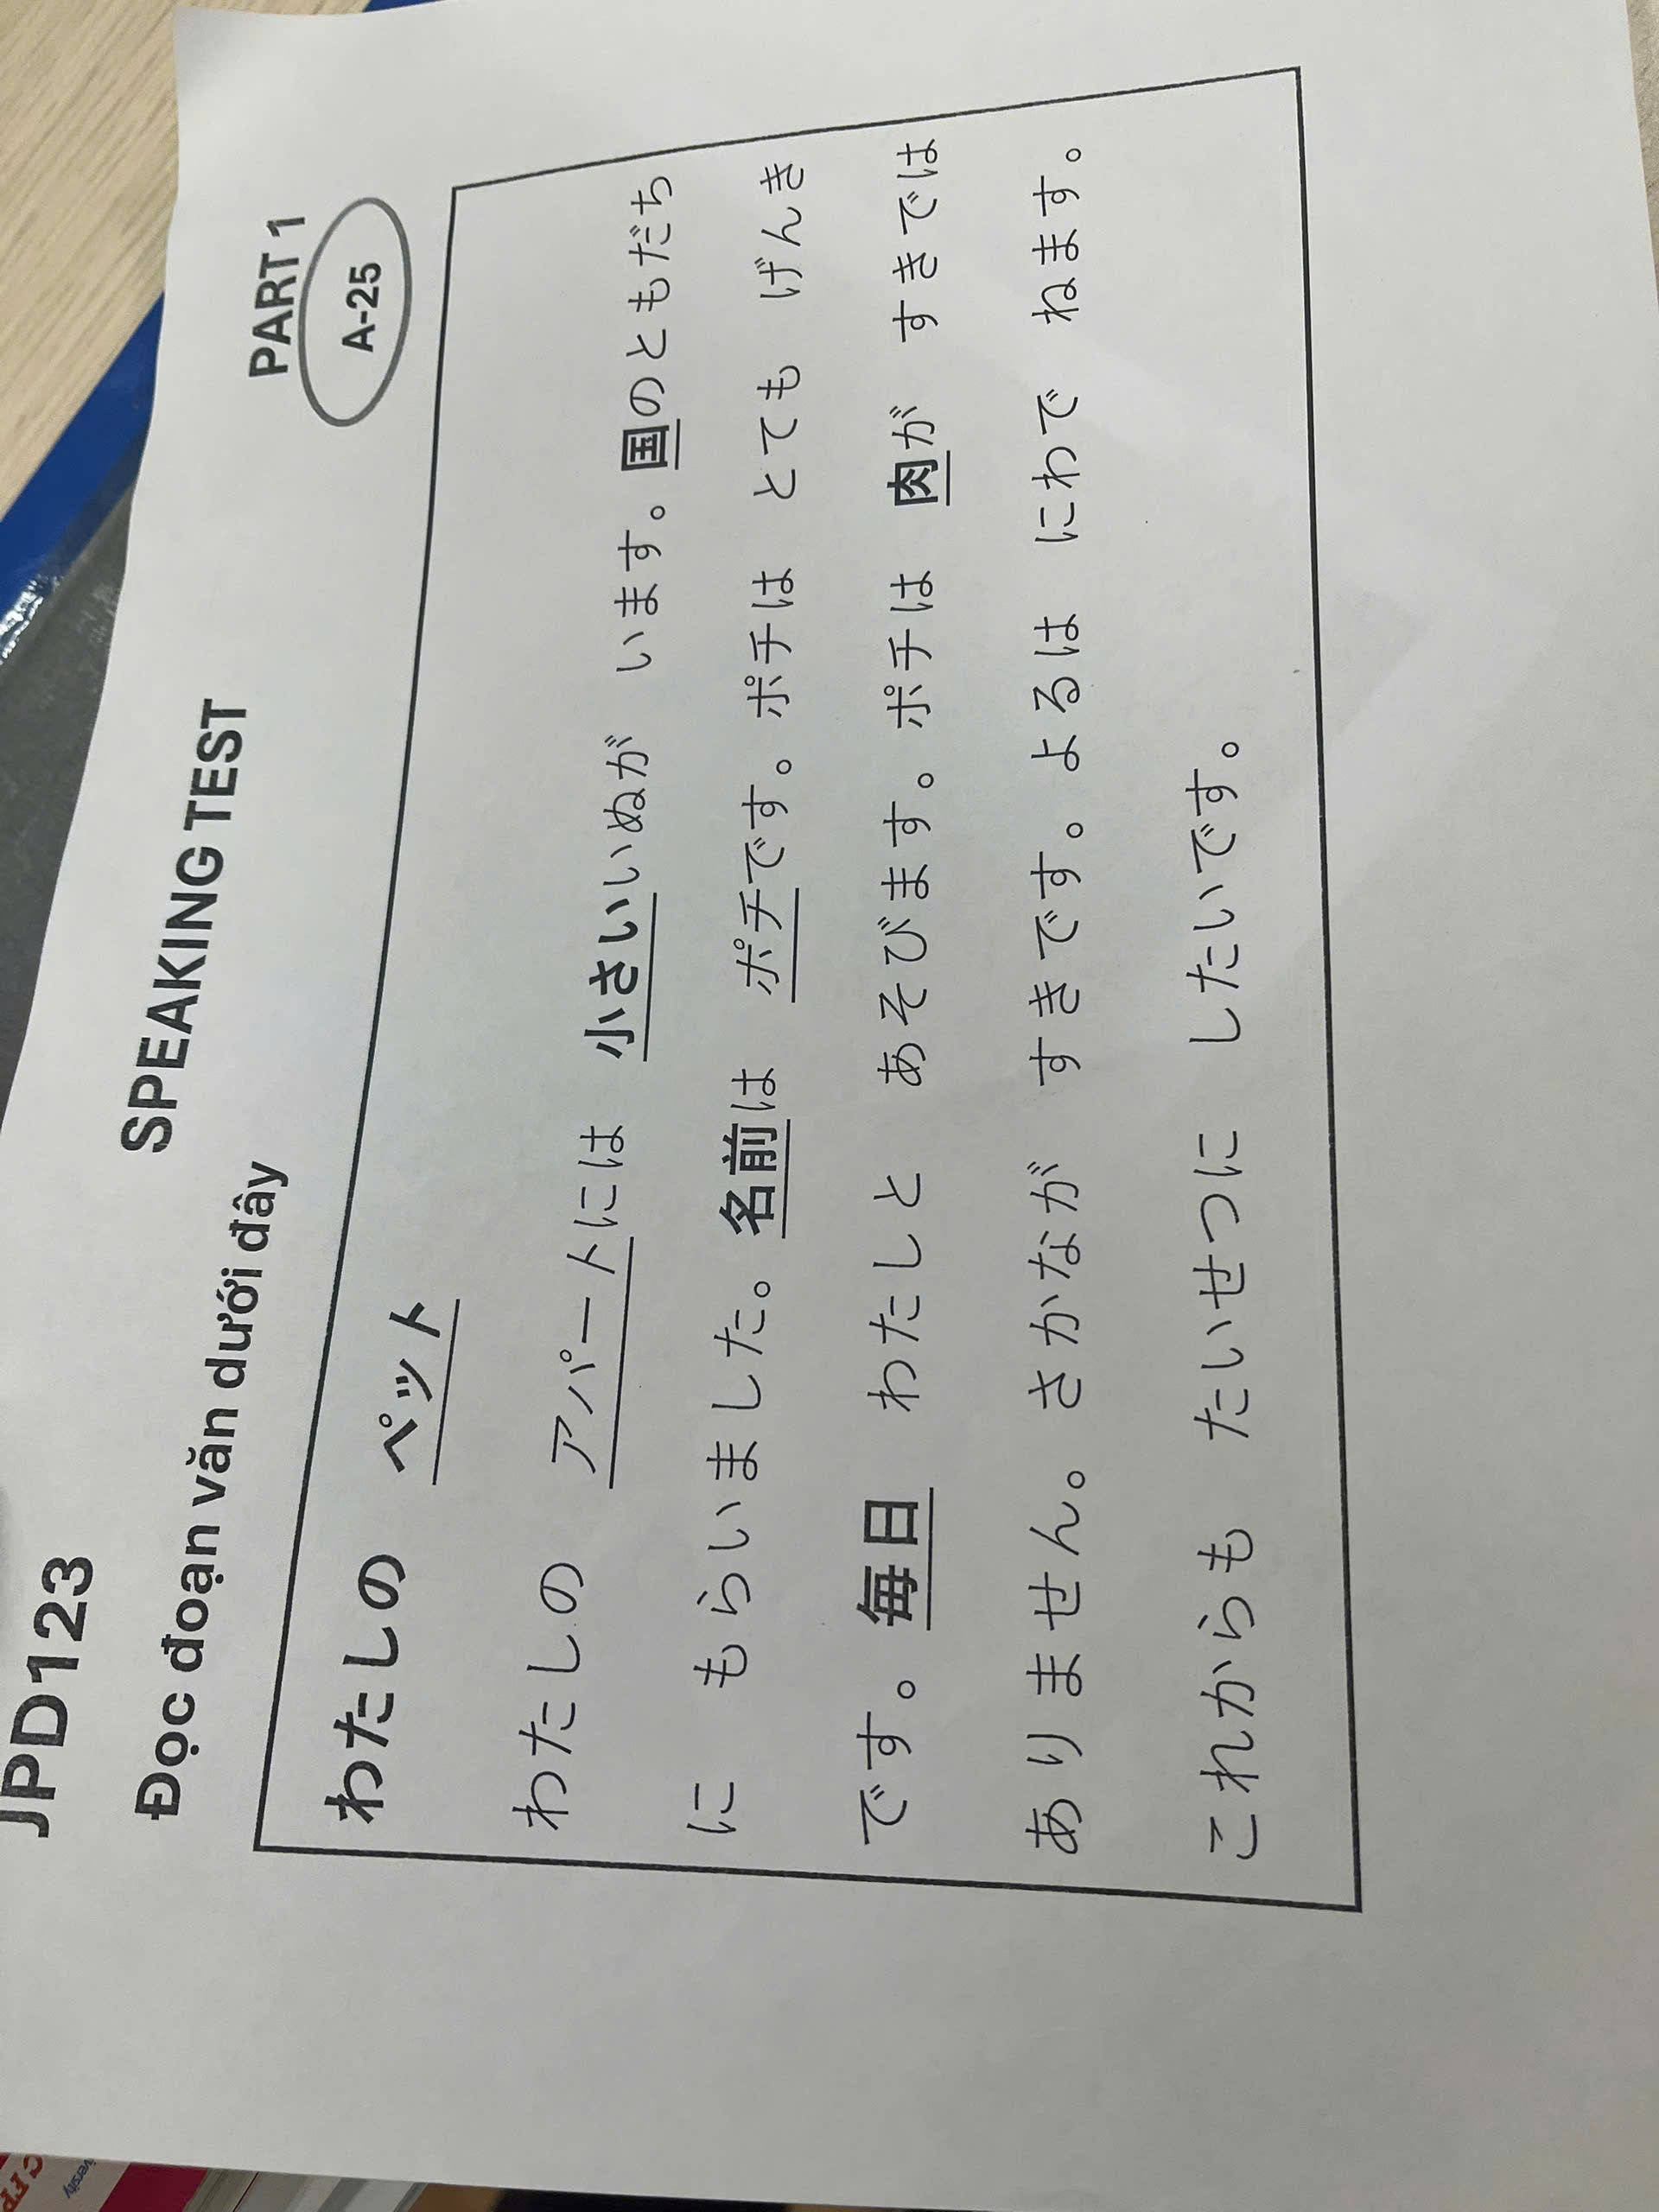 JPD123
SPEAKING TEST
PART 1
Đọc đoạn văn dưới đây
A-25
わたしの　ペット
わたしの　アパートには　小さいいぬが　います。国のともだち
に　もらいました。名前は　ポチです。ポチは　とても　げんき
です。毎日　わたしと　あそびます。ポチは　肉が　すきでは
ありません。さかなが　すきです。よるは　にわで　ねます。
これからも　たいせつに　したいです。